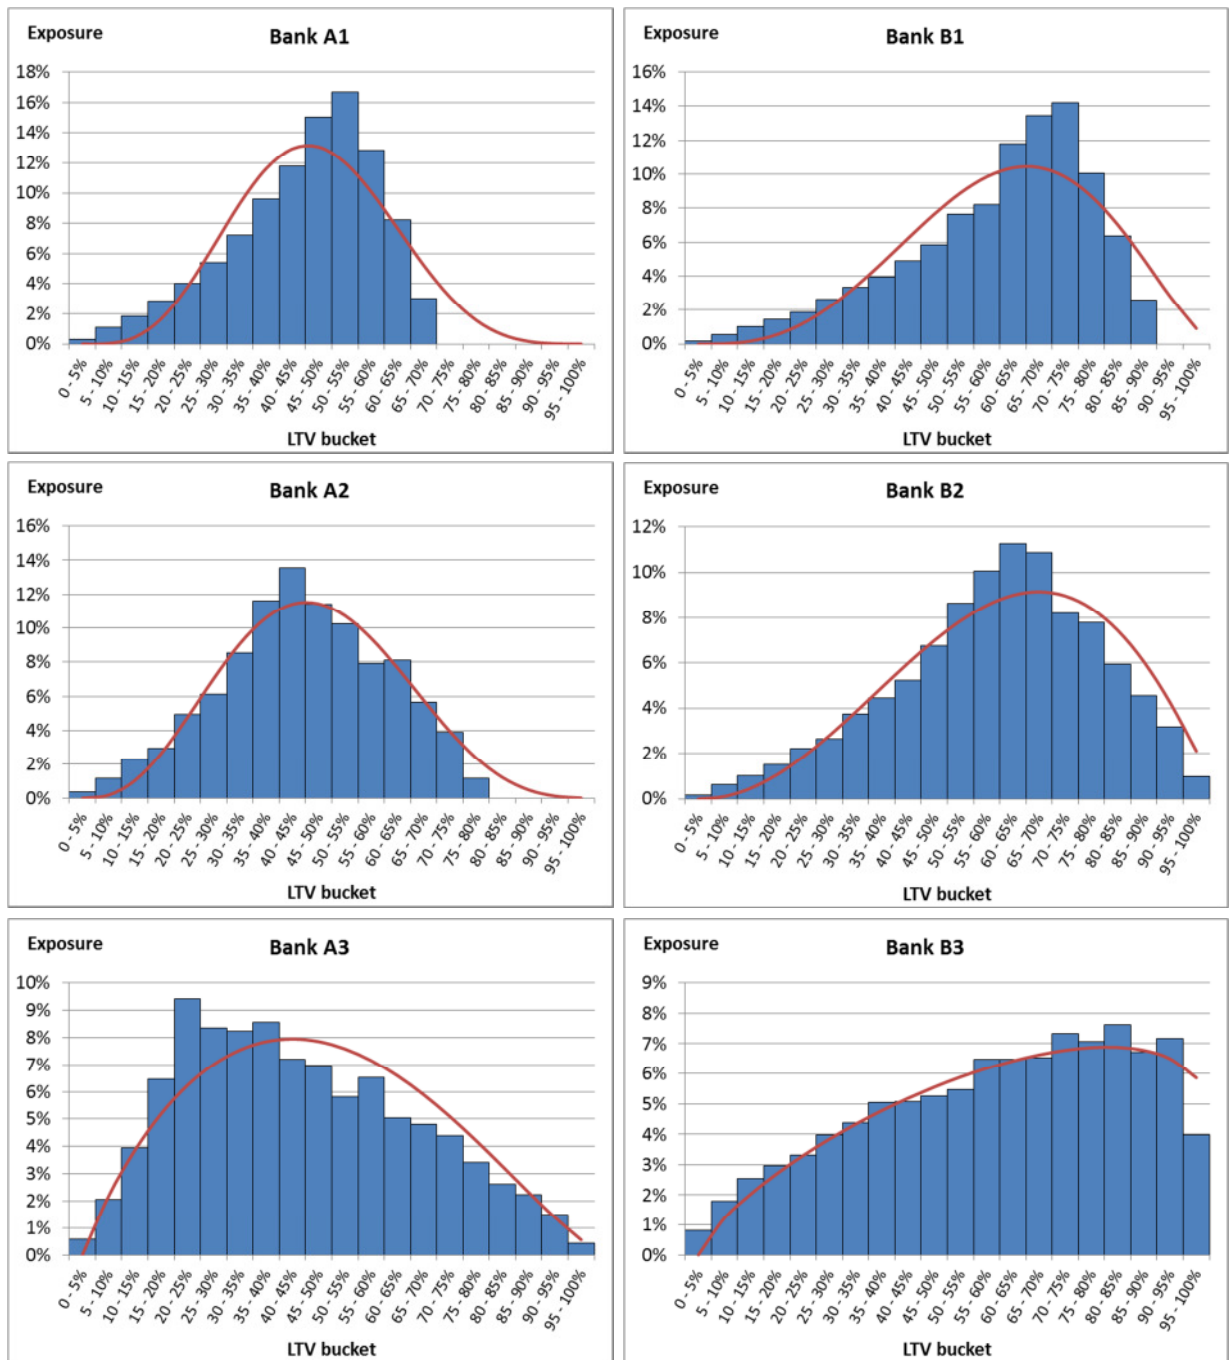 Exposure
Bank A1
18%
16%
14%
12%
10%
8%
6%
4%
2%
0%
0 - 5%
5 - 10%
10 - 15%
15 - 20%
20 - 25%
25 - 30%
30 - 35%
35 - 40%
40 - 45%
45 - 50%
50 - 55%
55 - 60%
60 - 65%
65 - 70%
70 - 75%
75 - 80%
80 - 85%
85 - 90%
90 - 95%
95 - 100%
LTV bucket
Exposure
Bank B1
16%
14%
12%
10%
8%
6%
4%
2%
0%
0 - 5%
5 - 10%
10 - 15%
15 - 20%
20 - 25%
25 - 30%
30 - 35%
35 - 40%
40 - 45%
45 - 50%
50 - 55%
55 - 60%
60 - 65%
65 - 70%
70 - 75%
75 - 80%
80 - 85%
85 - 90%
90 - 95%
95 - 100%
LTV bucket
Exposure
Bank A2
16%
14%
12%
10%
8%
6%
4%
2%
0%
0 - 5%
5 - 10%
10 - 15%
15 - 20%
20 - 25%
25 - 30%
30 - 35%
35 - 40%
40 - 45%
45 - 50%
50 - 55%
55 - 60%
60 - 65%
65 - 70%
70 - 75%
75 - 80%
80 - 85%
85 - 90%
90 - 95%
95 - 100%
LTV bucket
Exposure
Bank B2
12%
10%
8%
6%
4%
2%
0%
0 - 5%
5 - 10%
10 - 15%
15 - 20%
20 - 25%
25 - 30%
30 - 35%
35 - 40%
40 - 45%
45 - 50%
50 - 55%
55 - 60%
60 - 65%
65 - 70%
70 - 75%
75 - 80%
80 - 85%
85 - 90%
90 - 95%
95 - 100%
LTV bucket
Exposure
Bank A3
10%
9%
8%
7%
6%
5%
4%
3%
2%
1%
0%
0 - 5%
5 - 10%
10 - 15%
15 - 20%
20 - 25%
25 - 30%
30 - 35%
35 - 40%
40 - 45%
45 - 50%
50 - 55%
55 - 60%
60 - 65%
65 - 70%
70 - 75%
75 - 80%
80 - 85%
85 - 90%
90 - 95%
95 - 100%
LTV bucket
Exposure
Bank B3
9%
8%
7%
6%
5%
4%
3%
2%
1%
0%
0 - 5%
5 - 10%
10 - 15%
15 - 20%
20 - 25%
25 - 30%
30 - 35%
35 - 40%
40 - 45%
45 - 50%
50 - 55%
55 - 60%
60 - 65%
65 - 70%
70 - 75%
75 - 80%
80 - 85%
85 - 90%
90 - 95%
95 - 100%
LTV bucket